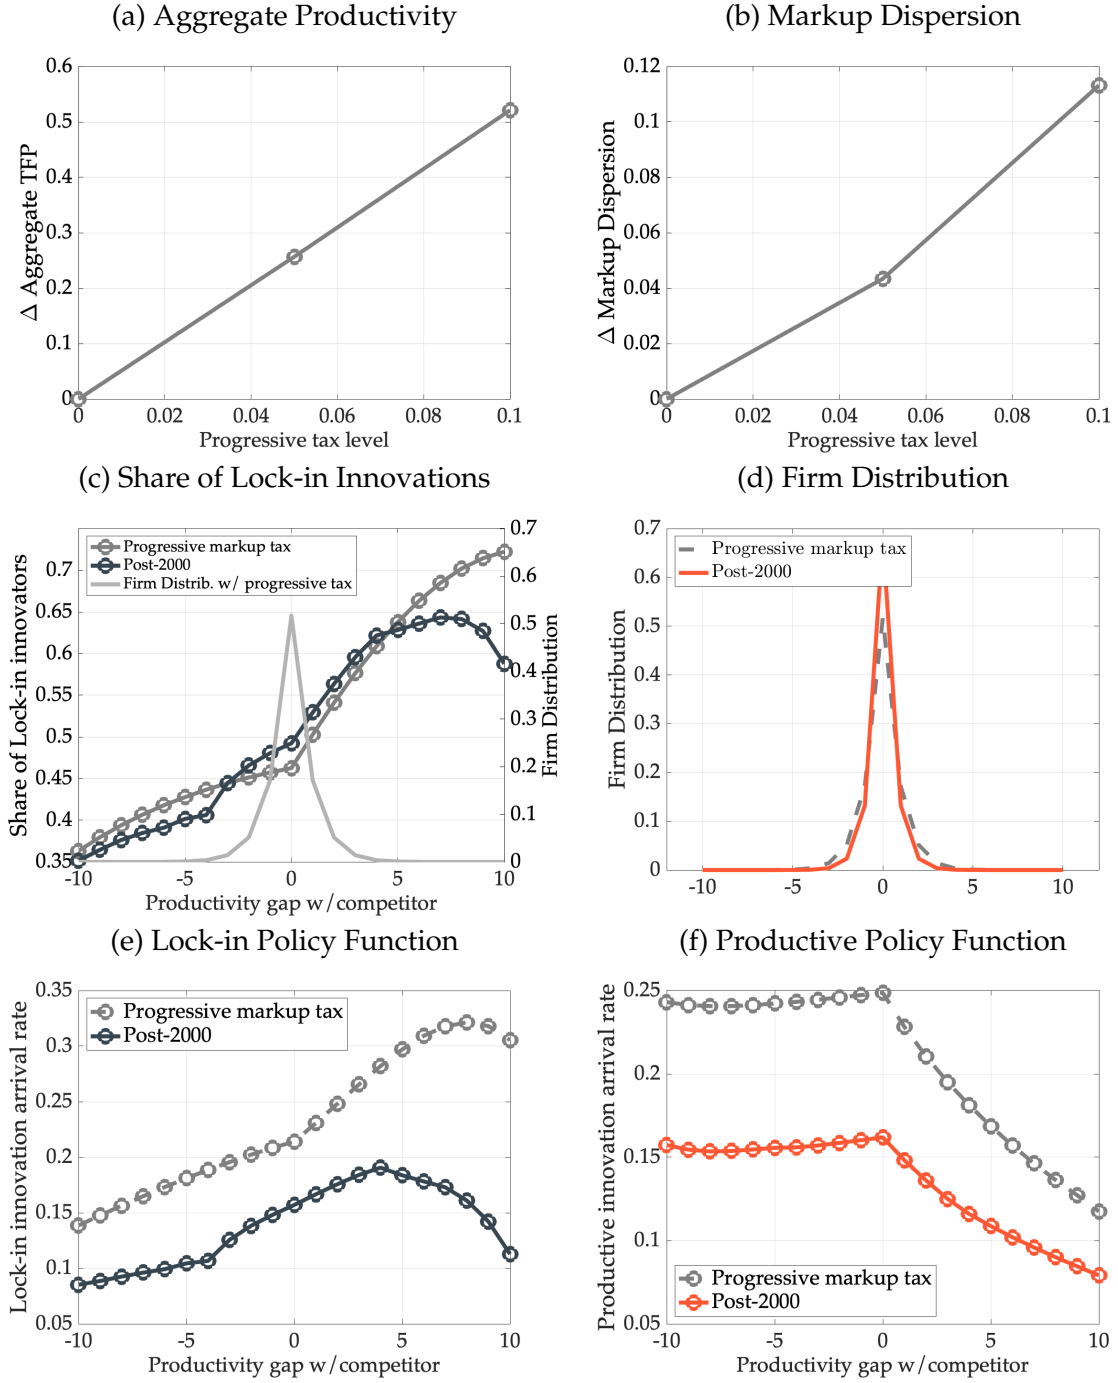 (a) Aggregate Productivity
0.6
0.5
0.4
0.3
0.2
0.1
0
Δ Aggregate TFP
0 0.02 0.04 0.06 0.08 0.1
Progressive tax level
(b) Markup Dispersion
0.12
0.1
0.08
0.06
0.04
0.02
0
Δ Markup Dispersion
0 0.02 0.04 0.06 0.08 0.1
Progressive tax level
(c) Share of Lock-in Innovations
Progressive markup tax
Post-2000
Firm Distrib. w/ progressive tax
0.7
0.65
0.6
0.55
0.5
0.45
0.4
0.35
Share of Lock-in innovators
0.7
0.6
0.5
0.4
0.3
0.2
0.1
0
Firm Distribution
-10 -5 0 5 10
Productivity gap w/competitor
(d) Firm Distribution
Progressive markup tax
Post-2000
0.7
0.6
0.5
0.4
0.3
0.2
0.1
0
Firm Distribution
-10 -5 0 5 10
(e) Lock-in Policy Function
Progressive markup tax
Post-2000
0.35
0.3
0.25
0.2
0.15
0.1
0.05
Lock-in innovation arrival rate
-10 -5 0 5 10
Productivity gap w/competitor
(f) Productive Policy Function
0.25
0.2
0.15
0.1
0.05
Productive innovation arrival rate
Progressive markup tax
Post-2000
-10 -5 0 5 10
Productivity gap w/competitor